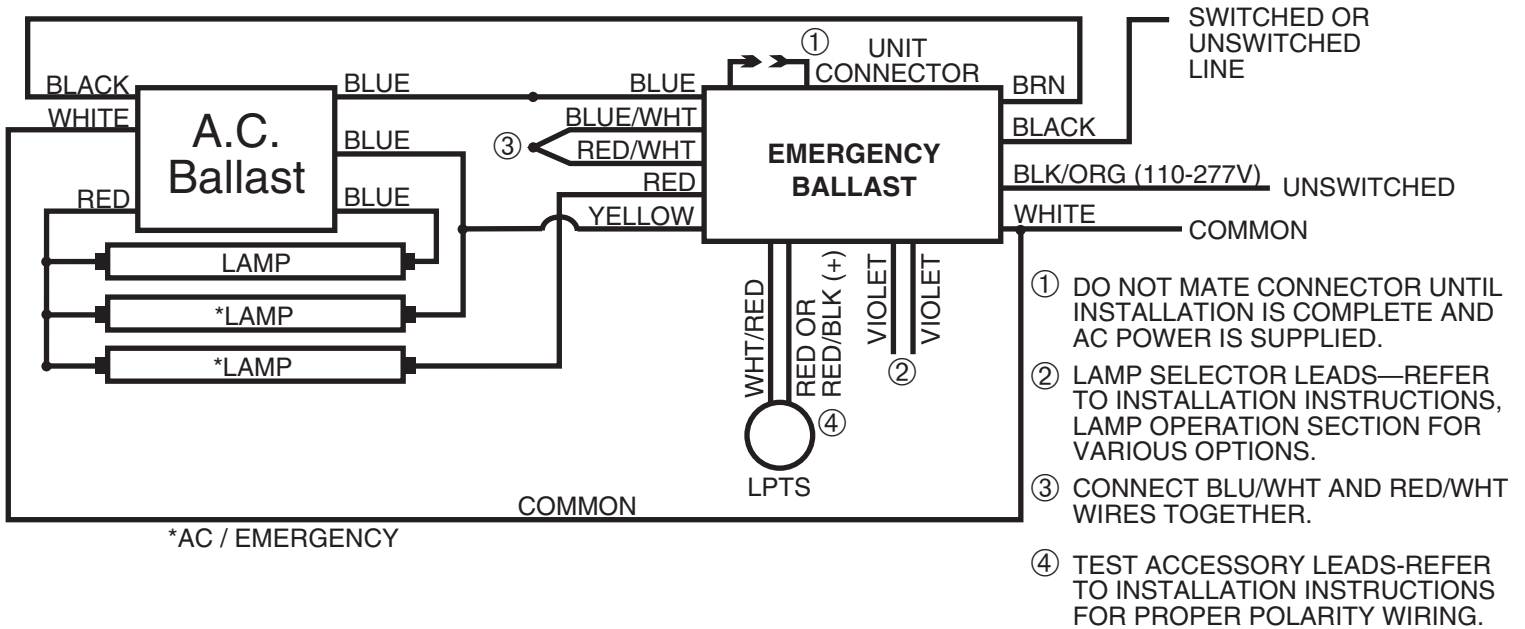 SWITCHED OR
UNSWITCHED
LINE
① UNIT
CONNECTOR
BLACK
BLUE
BLUE
BRN
WHITE
A.C.
Ballast
BLUE
③
BLUE/WHT
RED/WHT
EMERGENCY
BALLAST
BLACK
RED
BLUE
RED
YELLOW
BLK/ORG (110-277V)
UNSWITCHED
WHITE
COMMON
LAMP
*LAMP
*LAMP
WHT/RED
RED OR
RED/BLK (+)
VIOLET
VIOLET
②
④
LPTS
COMMON
*AC / EMERGENCY
① DO NOT MATE CONNECTOR UNTIL
INSTALLATION IS COMPLETE AND
AC POWER IS SUPPLIED.
② LAMP SELECTOR LEADS—REFER
TO INSTALLATION INSTRUCTIONS,
LAMP OPERATION SECTION FOR
VARIOUS OPTIONS.
③ CONNECT BLU/WHT AND RED/WHT
WIRES TOGETHER.
④ TEST ACCESSORY LEADS-REFER
TO INSTALLATION INSTRUCTIONS
FOR PROPER POLARITY WIRING.